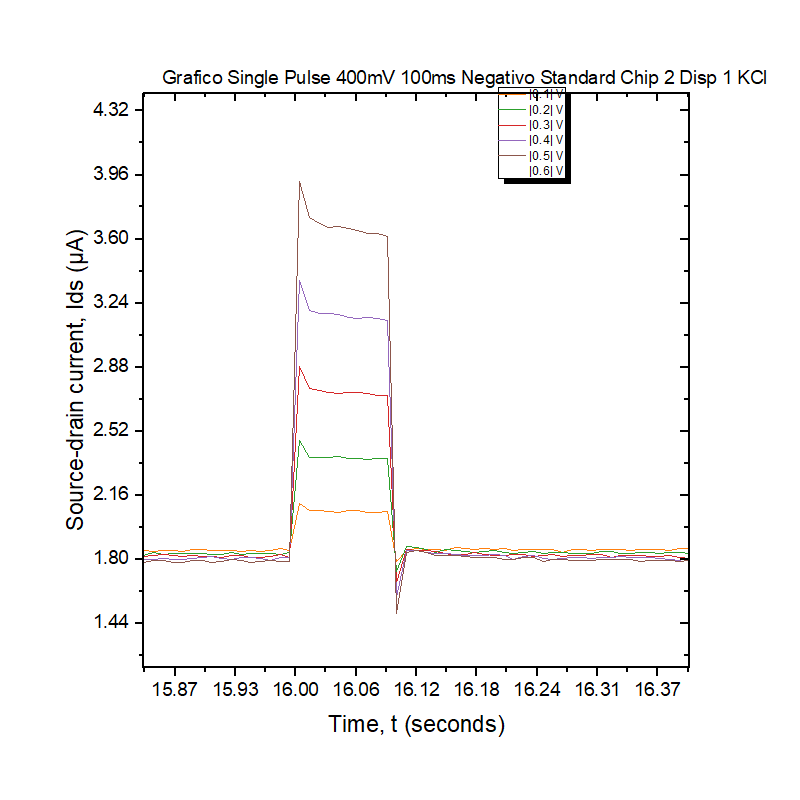 Grafico Single Pulse 400mV 100ms Negativo Standard Chip 2 Disp 1 KCl
|0.1| V
|0.2| V
|0.3| V
|0.4| V
|0.5| V
|0.6| V
4.32
3.96
3.60
3.24
2.88
2.52
2.16
1.80
1.44
Source-drain current, Ids (µA)
15.87 15.93 16.00 16.06 16.12 16.18 16.24 16.31 16.37
Time, t (seconds)